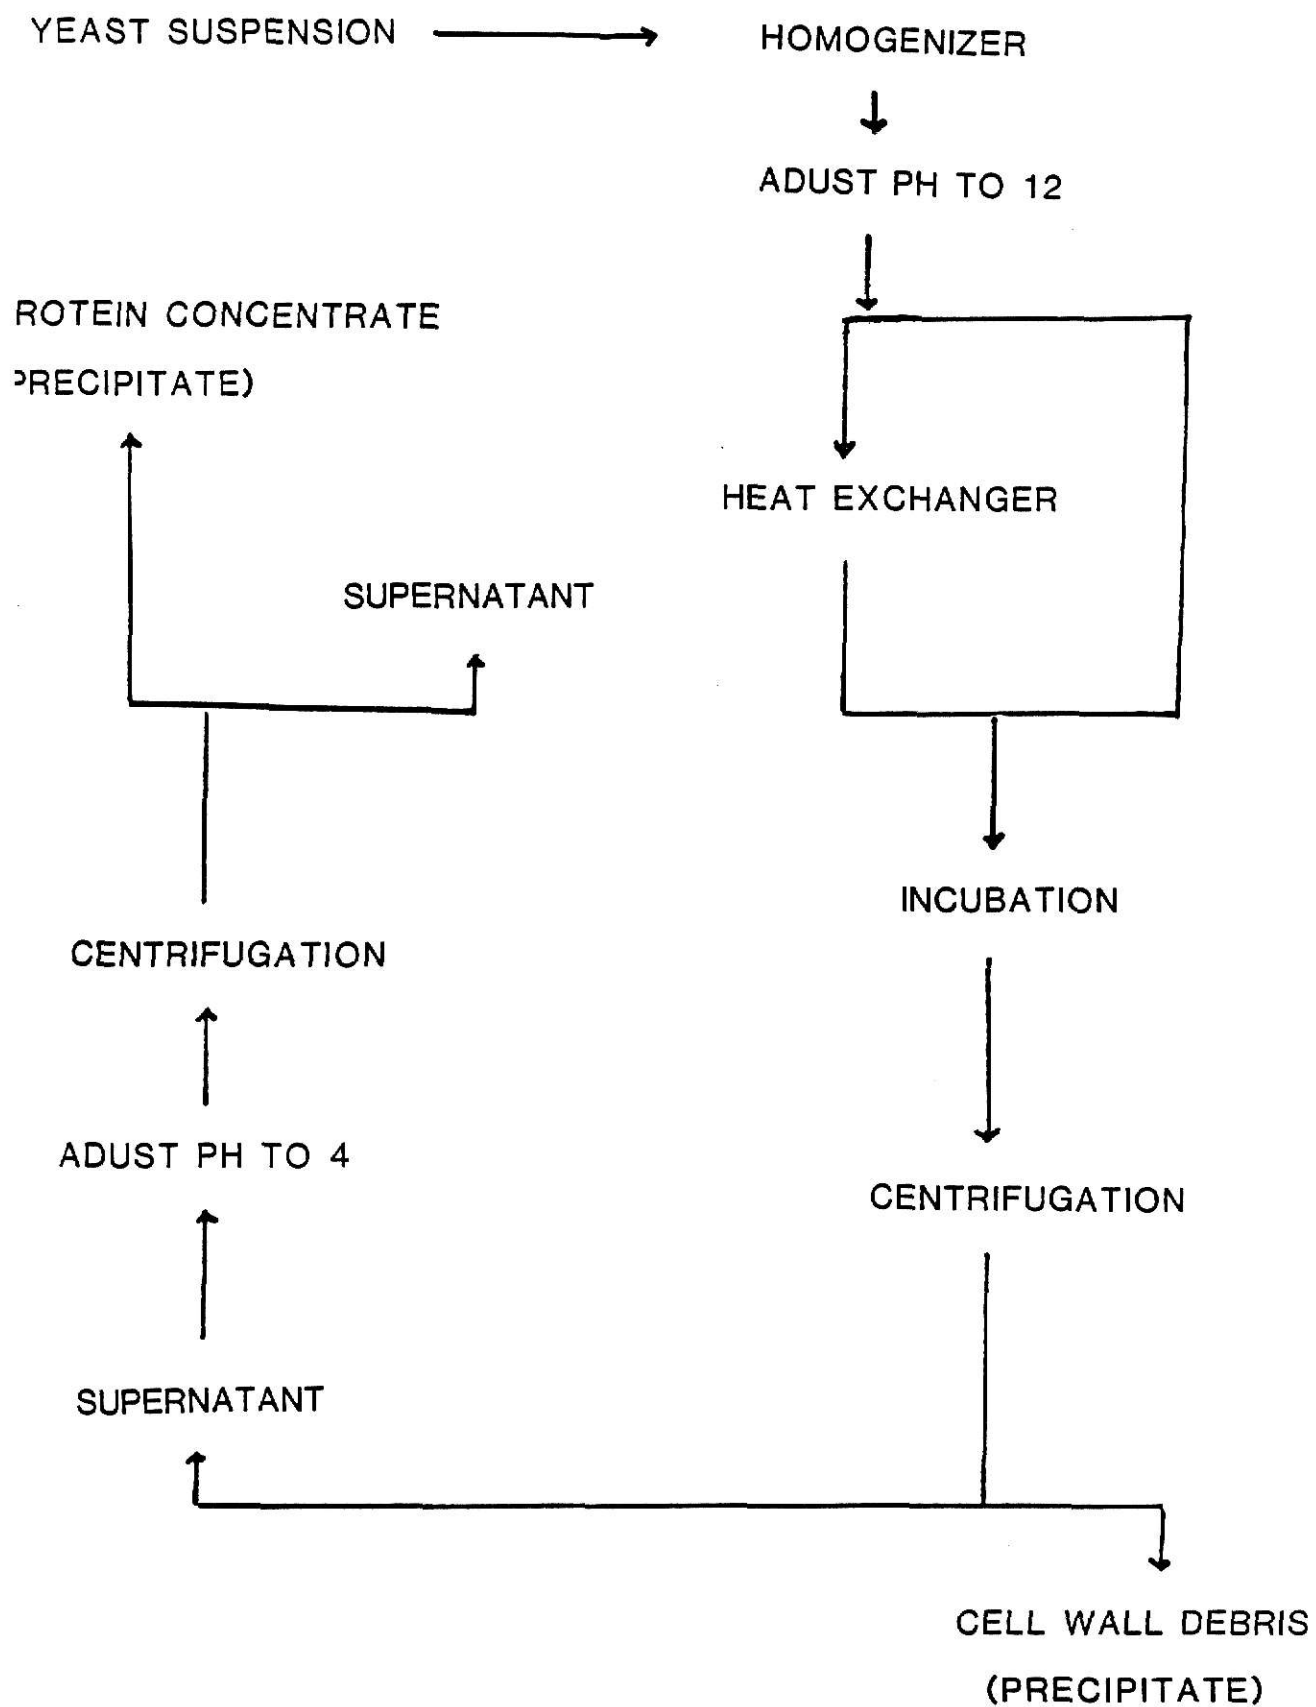 YEAST SUSPENSION
HOMOGENIZER
ADUST PH TO 12
HEAT EXCHANGER
INCUBATION
CENTRIFUGATION
CELL WALL DEBRIS
(PRECIPITATE)
SUPERNATANT
ADUST PH TO 4
CENTRIFUGATION
SUPERNATANT
ROTEIN CONCENTRATE
PRECIPITATE)